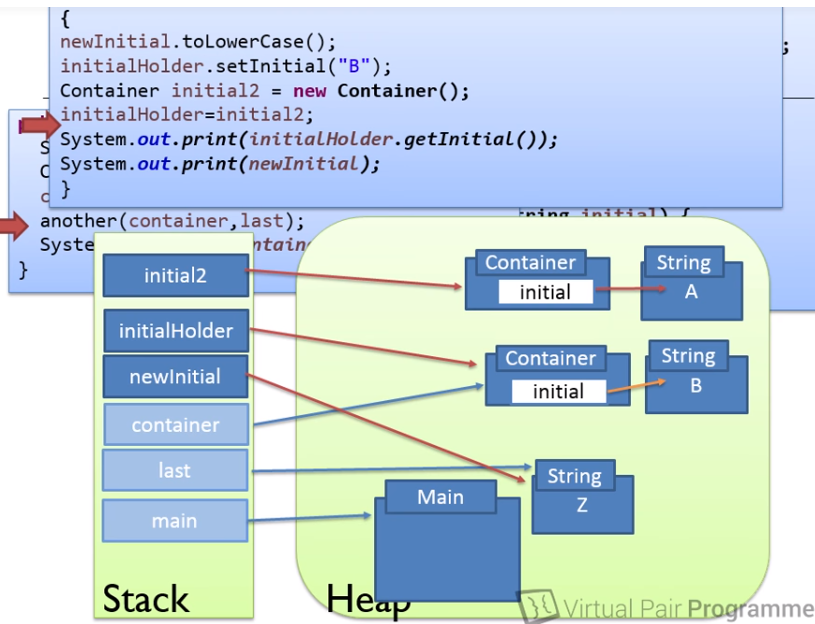 {
newInitial.toLowerCase();
initialHolder.setInitial("B");
Container initial2 = new Container();
initialHolder=initial2;
System.out.print(initialHolder.getInitial());
System.out.print(newInitial);
}
;
S
C
another(container,last);
Syste
}
initial) {
initial2
initialHolder
newInitial
container
last
main
Stack
Container
initial
String
A
Container
initial
String
B
String
Z
Main
Heap
Virtual Pair Programme